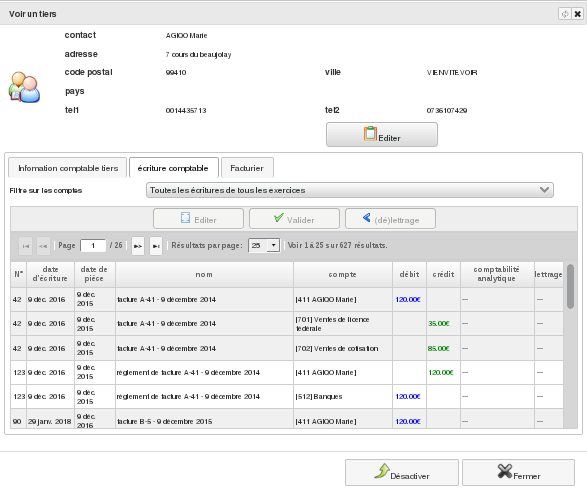 Voir un tiers
contact AGIQO Marie
adresse 7 cours du beaujolay
code postal 99410 ville VIENVITEVOIR
pays
tel1 0014435713 tel2 0736107429
Editer
Infomation comptable tiers écriture comptable Facturier
Filtre sur les comptes Toutes les écritures de tous les exercices
Editer Valider (dé)lettrage
Page 1 / 26 Résultats par page: 25 Voir 1 à 25 sur 627 résultats.
N° date d'écriture date de pièce nom compte débit crédit comptabilité analytique lettrage
42 9 déc. 2016 9 déc. 2015 facture A-41 - 9 décembre 2014 [411 AGIQO Marie] 120.00€ --- ---
42 9 déc. 2016 9 déc. 2015 facture A-41 - 9 décembre 2014 [701] Ventes de licence fédérale 35.00€ --- ---
42 9 déc. 2016 9 déc. 2015 facture A-41 - 9 décembre 2014 [702] Ventes de cotisation 85.00€ --- ---
123 9 déc. 2016 9 déc. 2015 règlement de facture A-41 - 9 décembre 2014 [411 AGIQO Marie] 120.00€ --- ---
123 9 déc. 2016 9 déc. 2015 règlement de facture A-41 - 9 décembre 2014 [512] Banques 120.00€ --- ---
90 29 janv. 2018 9 déc. 2016 facture B-5 - 9 décembre 2015 [411 AGIQO Marie] 120.00€ --- ---
Désactiver Fermer